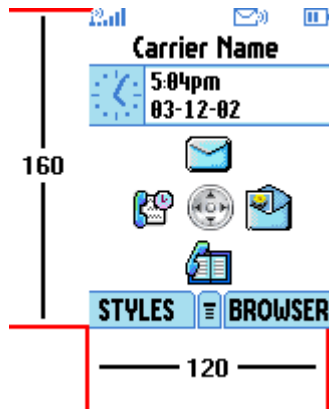 Carrier Name
5:04pm
03-12-02
160
STYLES BROWSER
120